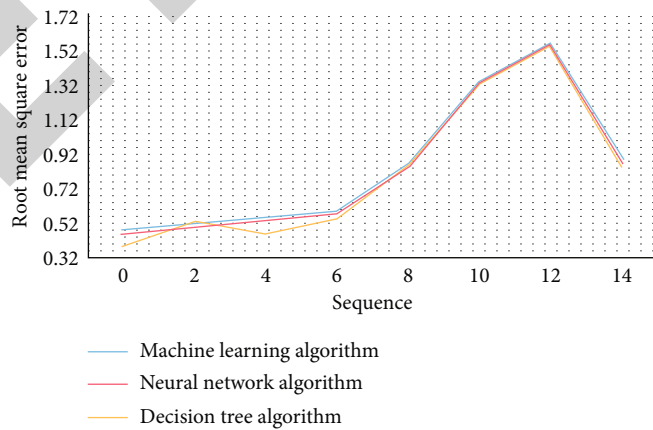 Root mean square error
1.72
1.52
1.32
1.12
0.92
0.72
0.52
0.32
0 2 4 6 8 10 12 14
Sequence
Machine learning algorithm
Neural network algorithm
Decision tree algorithm